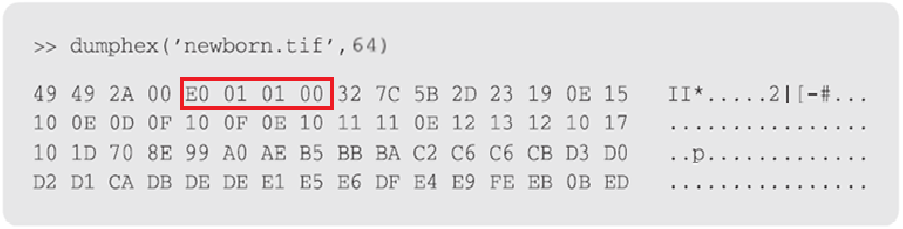 >> dumphex('newborn.tif',64)
49 49 2A 00 E0 01 01 00 32 7C 5B 2D 23 19 0E 15 II*.....2|[-#...
10 0E 0D 0F 10 0F 0E 10 11 11 0E 12 13 12 10 17 ...............
10 1D 70 8E 99 A0 AE B5 BB BA C2 C6 C6 CB D3 D0 ..p............
D2 D1 CA DB DE DE E1 E5 E6 DF E4 E9 FE EB 0B ED ...............